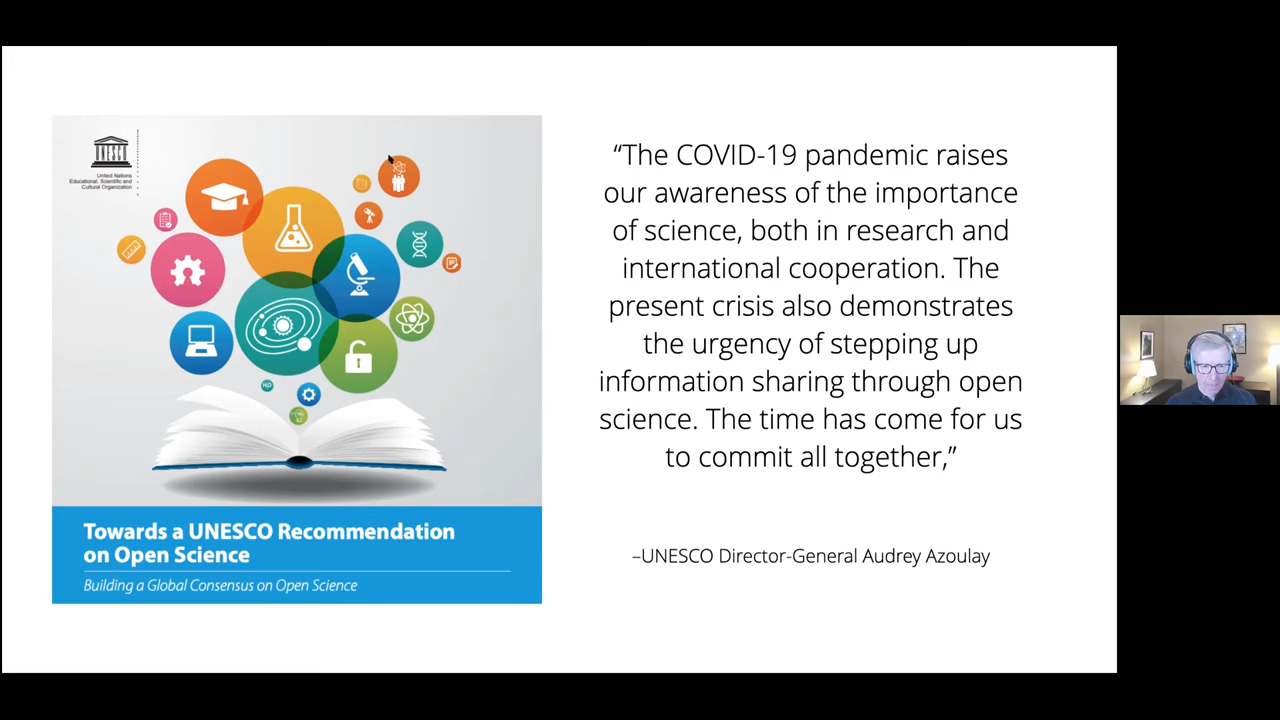 UNESCO
United Nations
Educational, Scientific and
Cultural Organization
H₂O
Towards a UNESCO Recommendation
on Open Science
Building a Global Consensus on Open Science
“The COVID-19 pandemic raises
our awareness of the importance
of science, both in research and
international cooperation. The
present crisis also demonstrates
the urgency of stepping up
information sharing through open
science. The time has come for us
to commit all together,”
–UNESCO Director-General Audrey Azoulay